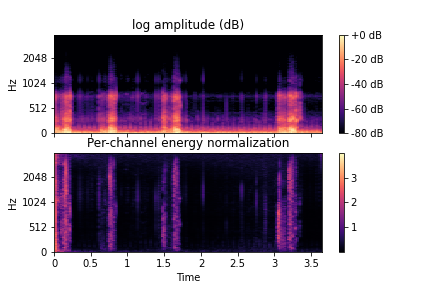 log amplitude (dB)
Hz
2048
1024
512
0
+0 dB
-20 dB
-40 dB
-60 dB
-80 dB
Per-channel energy normalization
Hz
2048
1024
512
0
3
2
1
0 0.5 1 1.5 2 2.5 3 3.5
Time